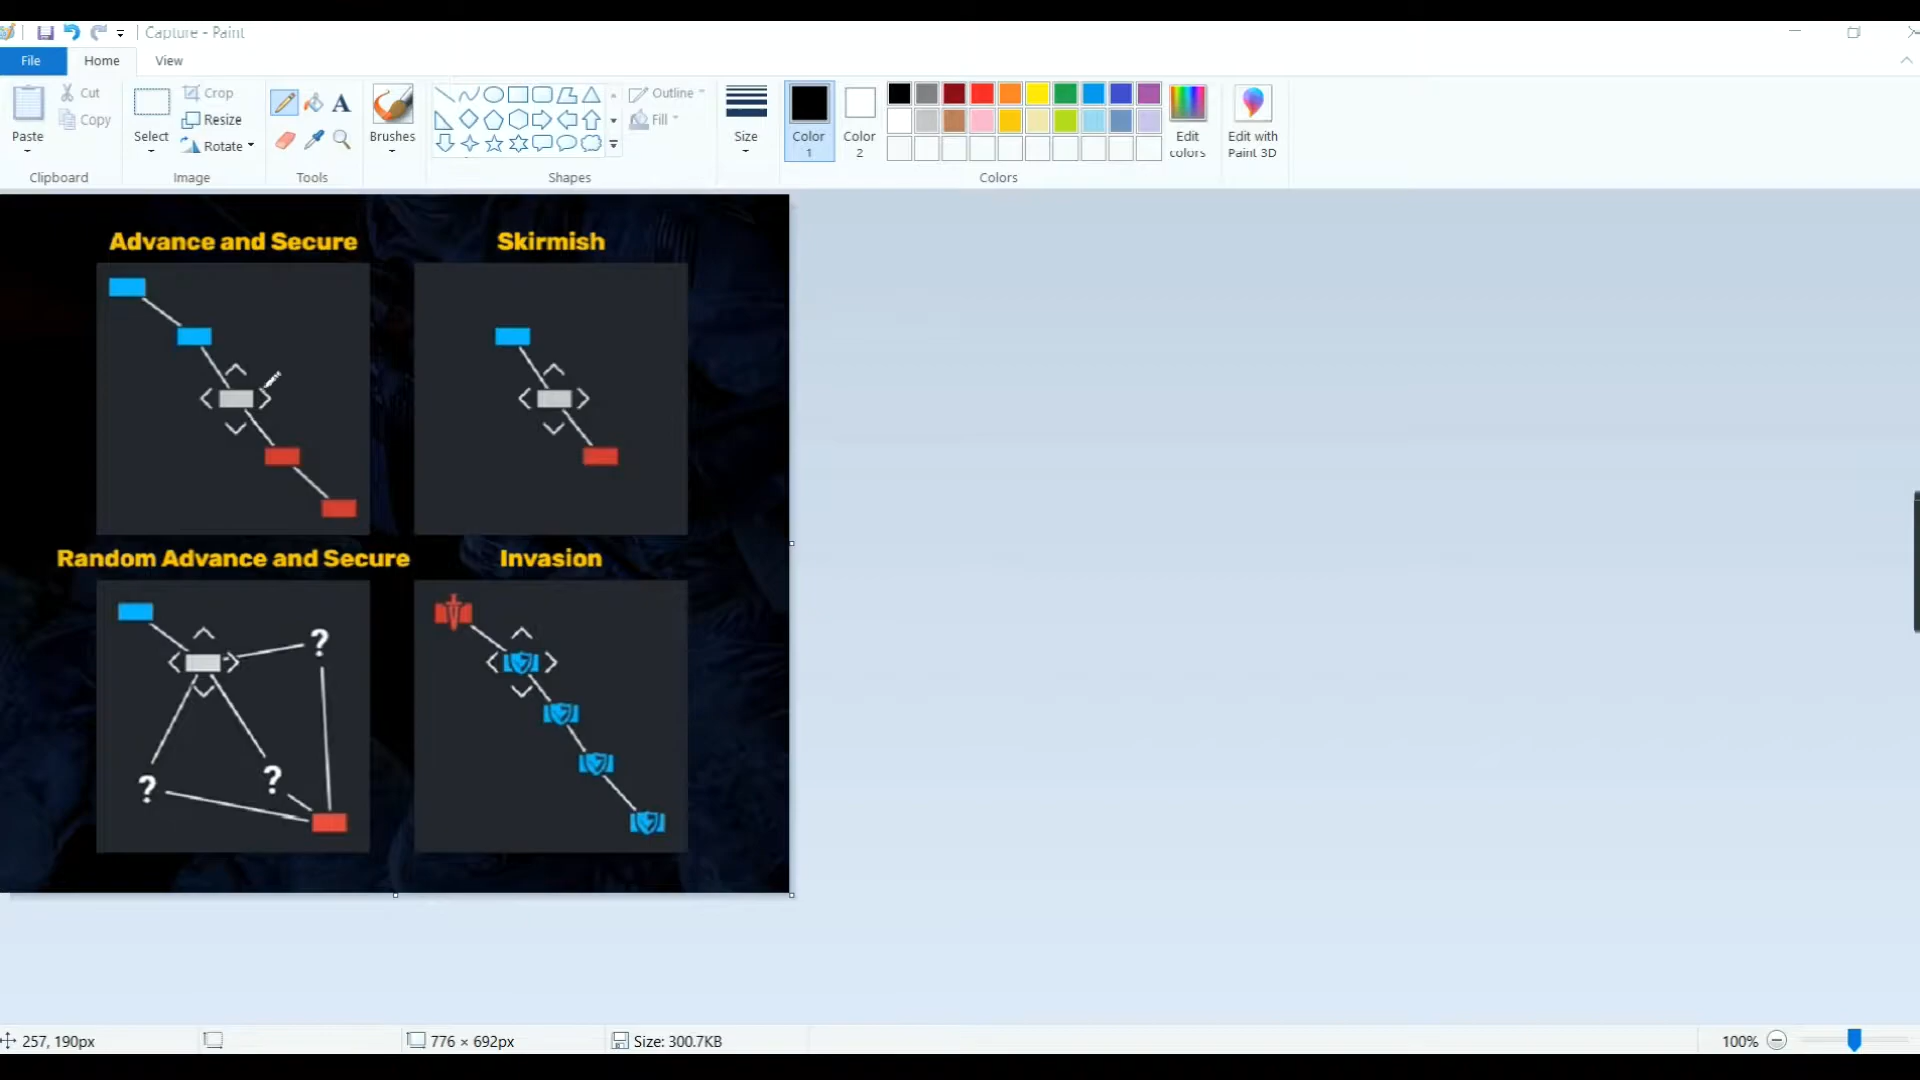 Capture - Paint
File Home View
Cut
Copy
Paste
Clipboard
Crop
Resize
Rotate
Select
Image
A
Tools
Brushes
Outline
Fill
Shapes
Size
Color 1
Color 2
Edit colors
Edit with Paint 3D
Colors
Advance and Secure
Skirmish
Random Advance and Secure
Invasion
?
?
?
257, 190px
776 × 692px
Size: 300.7KB
100%